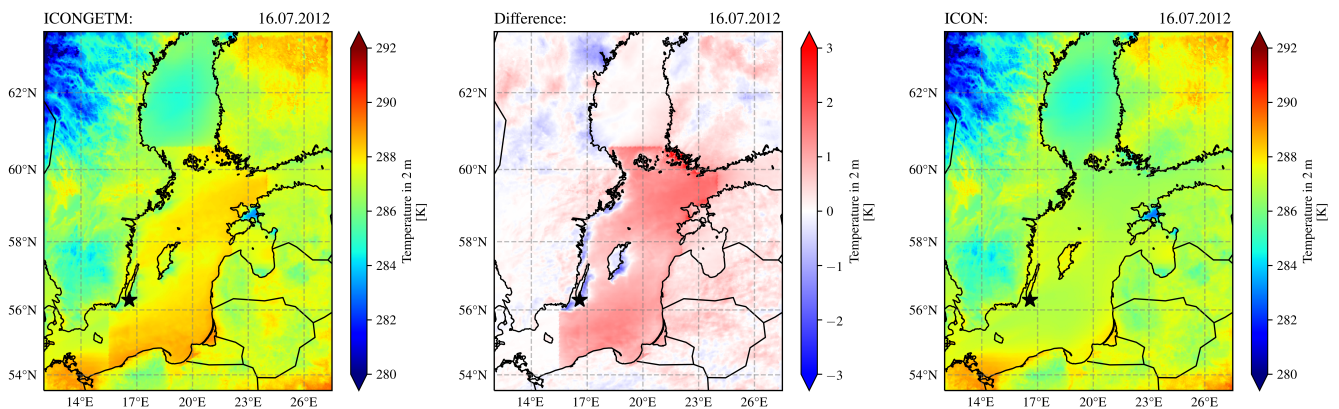 ICONGETM: 16.07.2012
62°N
60°N
58°N
56°N
54°N
14°E 17°E 20°E 23°E 26°E
292
290
288
286
284
282
280
Temperature in 2 m
[K]
Difference: 16.07.2012
62°N
60°N
58°N
56°N
54°N
14°E 17°E 20°E 23°E 26°E
3
2
1
0
−1
−2
−3
Temperature in 2 m
[K]
ICON: 16.07.2012
62°N
60°N
58°N
56°N
54°N
14°E 17°E 20°E 23°E 26°E
292
290
288
286
284
282
280
Temperature in 2 m
[K]